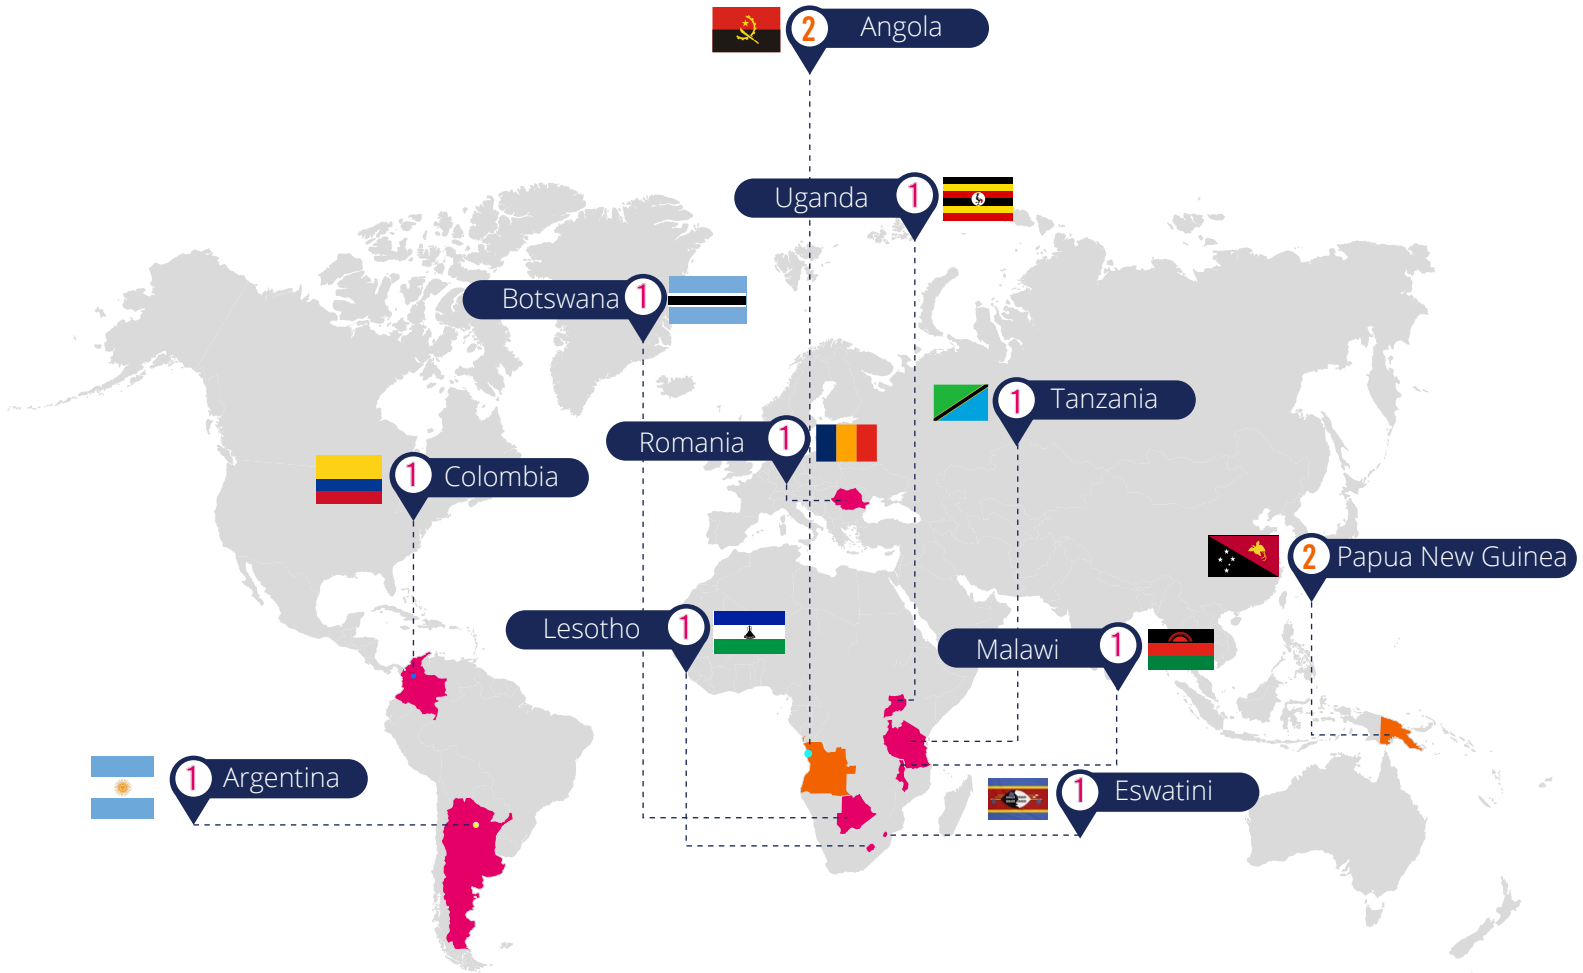 2 Angola
Uganda 1
Botswana 1
1 Tanzania
Romania 1
1 Colombia
2 Papua New Guinea
Lesotho 1
Malawi 1
1 Argentina
1 Eswatini